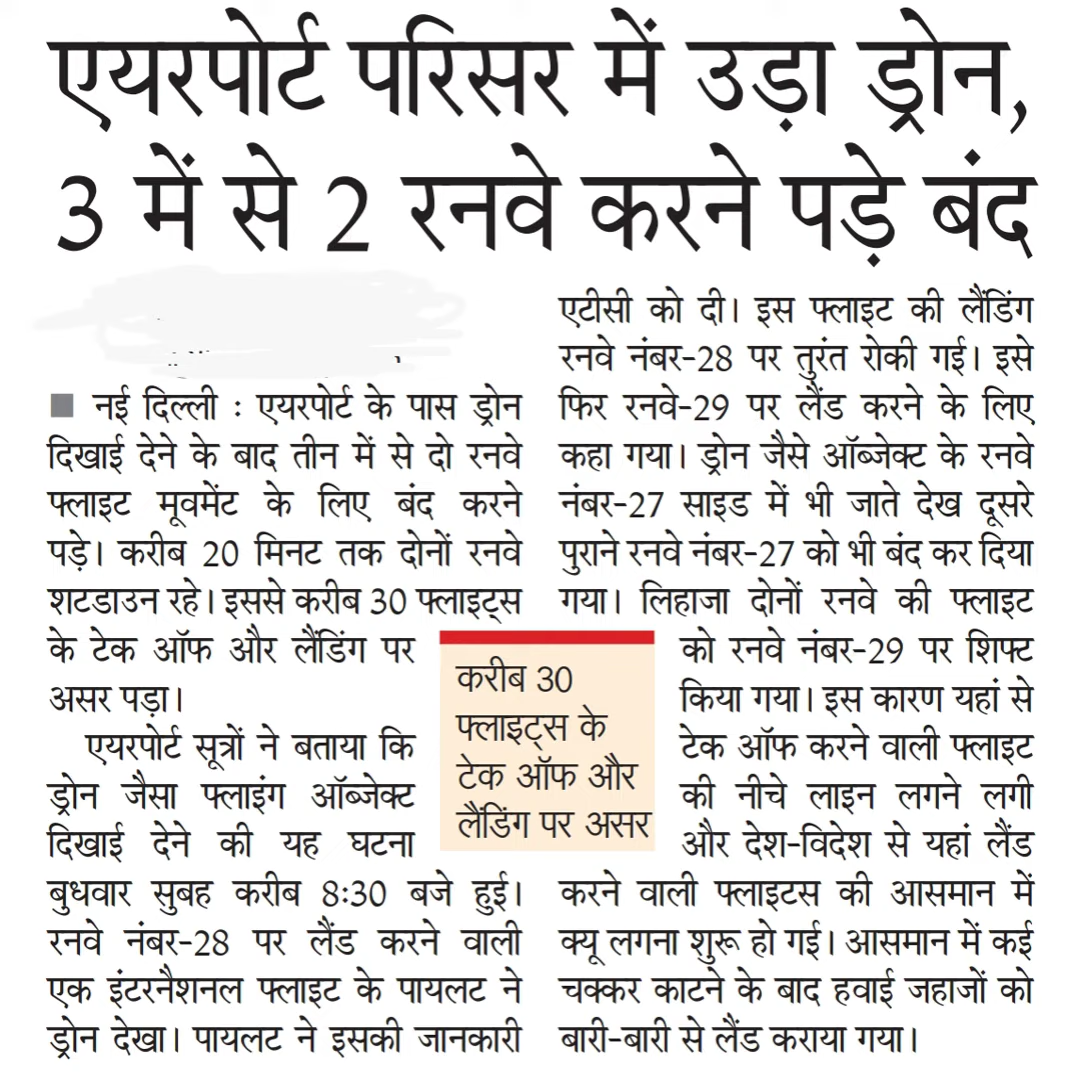 एयरपोर्ट परिसर में उड़ा ड्रोन,
3 में से 2 रनवे करने पड़े बंद
■ नई दिल्ली : एयरपोर्ट के पास ड्रोन
दिखाई देने के बाद तीन में से दो रनवे
फ्लाइट मूवमेंट के लिए बंद करने
पड़े। करीब 20 मिनट तक दोनों रनवे
शटडाउन रहे। इससे करीब 30 फ्लाइट्स
के टेक ऑफ और लैंडिंग पर
असर पड़ा।
एयरपोर्ट सूत्रों ने बताया कि
ड्रोन जैसा फ्लाइंग ऑब्जेक्ट
दिखाई देने की यह घटना
बुधवार सुबह करीब 8:30 बजे हुई।
रनवे नंबर-28 पर लैंड करने वाली
एक इंटरनैशनल फ्लाइट के पायलट ने
ड्रोन देखा। पायलट ने इसकी जानकारी
करीब 30
फ्लाइट्स के
टेक ऑफ और
लैंडिंग पर असर
एटीसी को दी। इस फ्लाइट की लैंडिंग
रनवे नंबर-28 पर तुरंत रोकी गई। इसे
फिर रनवे-29 पर लैंड करने के लिए
कहा गया। ड्रोन जैसे ऑब्जेक्ट के रनवे
नंबर-27 साइड में भी जाते देख दूसरे
पुराने रनवे नंबर-27 को भी बंद कर दिया
गया। लिहाजा दोनों रनवे की फ्लाइट
को रनवे नंबर-29 पर शिफ्ट
किया गया। इस कारण यहां से
टेक ऑफ करने वाली फ्लाइट
की नीचे लाइन लगने लगी
और देश-विदेश से यहां लैंड
करने वाली फ्लाइटस की आसमान में
क्यू लगना शुरू हो गई। आसमान में कई
चक्कर काटने के बाद हवाई जहाजों को
बारी-बारी से लैंड कराया गया।